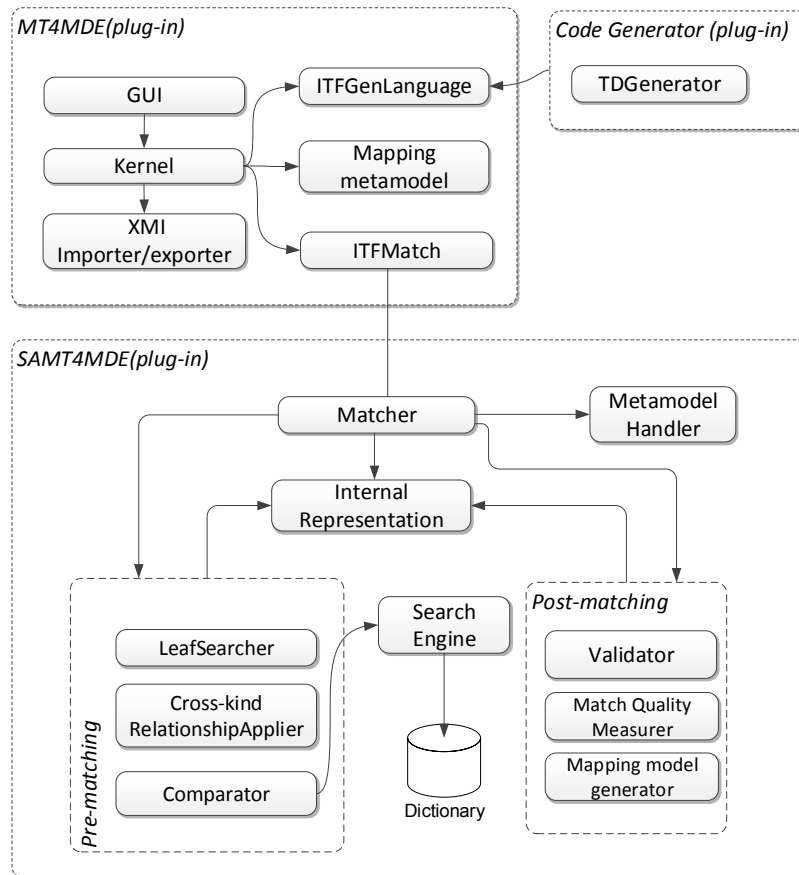 MT4MDE(plug-in)
GUI
Kernel
XMI
Importer/exporter
ITFGenLanguage
Mapping
metamodel
ITFMatch
Code Generator (plug-in)
TDGenerator
SAMT4MDE(plug-in)
Matcher
Metamodel
Handler
Internal
Representation
Pre-matching
LeafSearcher
Cross-kind
RelationshipApplier
Comparator
Search
Engine
Dictionary
Post-matching
Validator
Match Quality
Measurer
Mapping model
generator